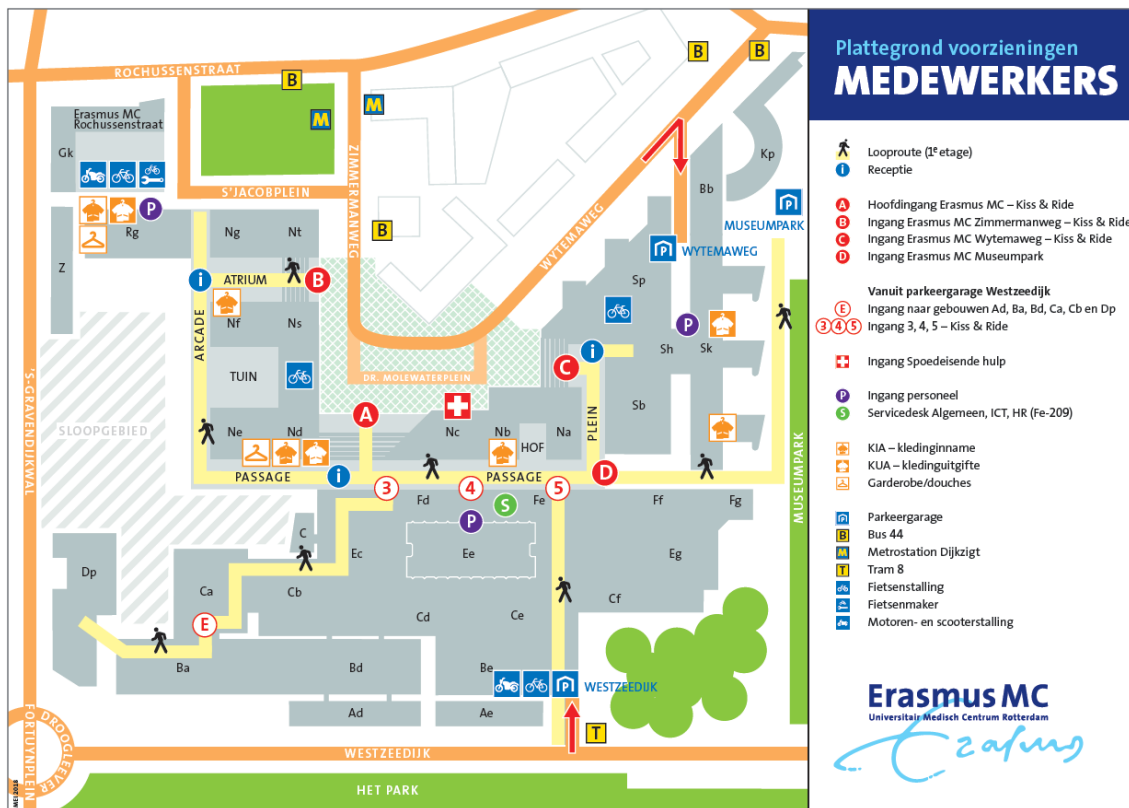 Plattegrond voorzieningen
MEDEWERKERS
Looproute (1e etage)
i Receptie
A Hoofdingang Erasmus MC – Kiss & Ride
B Ingang Erasmus MC Zimmermanweg – Kiss & Ride
C Ingang Erasmus MC Wytemaweg – Kiss & Ride
D Ingang Erasmus MC Museumpark
Vanuit parkeergarage Westzeedijk
E Ingang naar gebouwen Ad, Ba, Bd, Ca, Cb en Dp
3 4 5 Ingang 3, 4, 5 – Kiss & Ride
Ingang Spoedeisende hulp
P Ingang personeel
S Servicedesk Algemeen, ICT, HR (Fe-209)
KIA – kledinginname
KUA – kledinguitgifte
Garderobe/douches
P Parkeergarage
B Bus 44
M Metrostation Dijkzigt
T Tram 8
Fietsenstalling
Fietsenmaker
Motoren- en scooterstalling
Erasmus MC
Universitair Medisch Centrum Rotterdam
Erasmus
ROCHUSSENSTRAAT
B
B
B
M
M
Erasmus MC
Rochussenstraat
Gk
Kp
Bb
P
MUSEUMPARK
S'JACOBPLEIN
ZIMMERMANWEG
WYTEMAWEG
P
Rg
Ng
Nt
B
P
WYTEMAWEG
Z
i
ATRIUM
B
Sp
ARCADE
Nf
Ns
P
TUIN
DR. MOLEWATERPLEIN
C
i
Sh
Sk
'S-GRAVENDIJKWAL
SLOOPGEBIED
A
Ne
Nd
Nc
Nb
HOF
Na
PLEIN
Sb
MUSEUMPARK
PASSAGE
i
PASSAGE
D
3
Fd
4
S
Fe
5
Ff
Fg
P
C
Ec
Ee
Eg
Dp
Ca
Cb
Cd
Ce
Cf
E
Ba
Bd
Be
P
WESTZEEDIJK
Ad
Ae
T
WESTZEEDIJK
DROOGLEEVER
FORTUYNPLEIN
HET PARK
MEI 2018